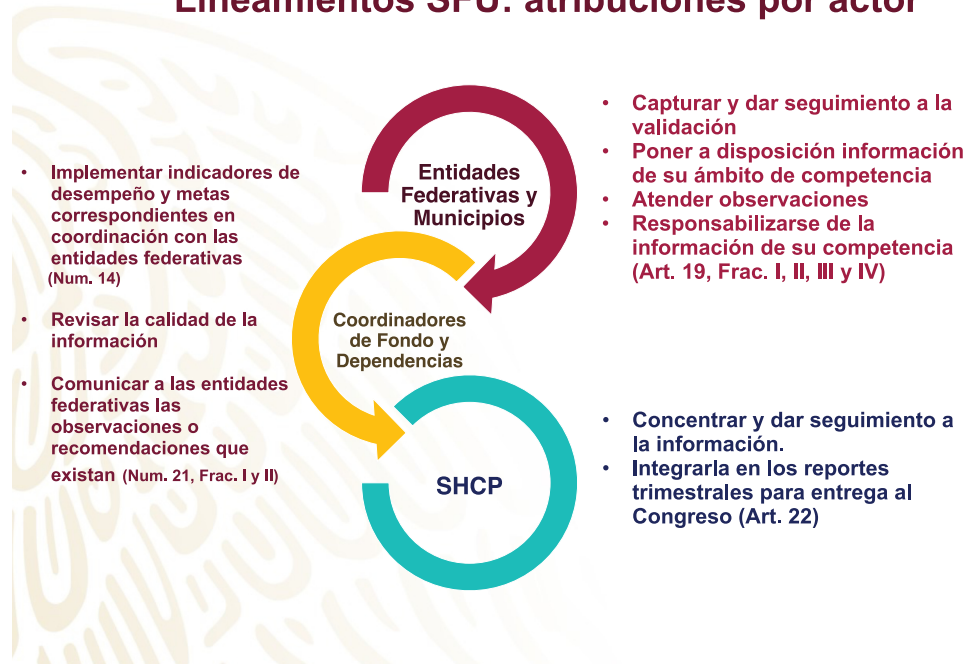 Lineamientos SFU: atribuciones por actor
Entidades
Federativas y
Municipios
• Capturar y dar seguimiento a la
validación
• Poner a disposición información
de su ámbito de competencia
• Atender observaciones
• Responsabilizarse de la
información de su competencia
(Art. 19, Frac. I, II, III y IV)
• Implementar indicadores de
desempeño y metas
correspondientes en
coordinación con las
entidades federativas
(Num. 14)
• Revisar la calidad de la
información
• Comunicar a las entidades
federativas las
observaciones o
recomendaciones que
existan (Num. 21, Frac. I y II)
Coordinadores
de Fondo y
Dependencias
SHCP
• Concentrar y dar seguimiento a
la información.
• Integrarla en los reportes
trimestrales para entrega al
Congreso (Art. 22)